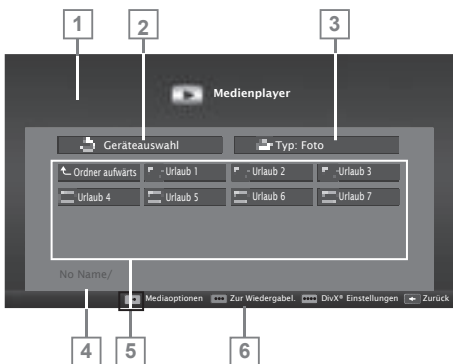 1 2 3
Medienplayer
Geräteauswahl Typ: Foto
Ordner aufwärts Urlaub 1 Urlaub 2 Urlaub 3
Urlaub 4 Urlaub 5 Urlaub 6 Urlaub 7
No Name/
Mediaoptionen Zur Wiedergabel. DivX® Einstellungen Zurück
4 5 6